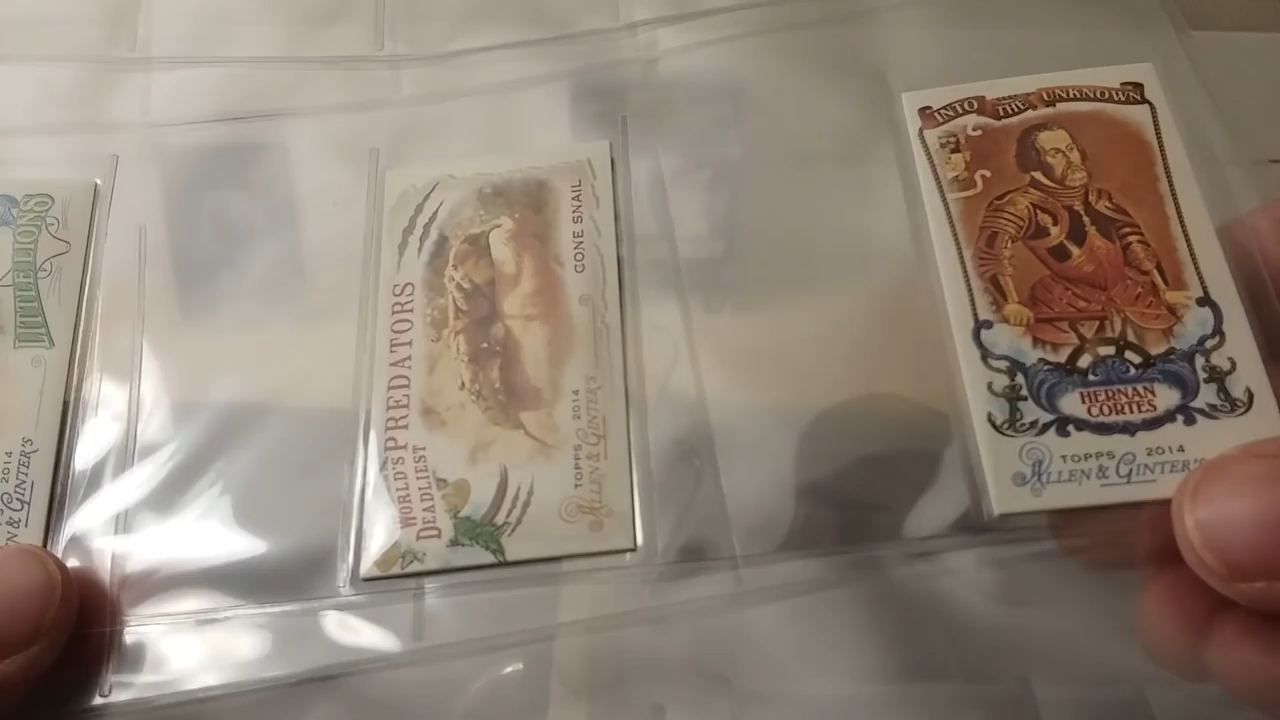 LITTLE LIONS
2014
N & GINTER'S
WORLD'S
DEADLIEST
PREDATORS
CONE SNAIL
TOPPS 2014
ALLEN & GINTER'S
INTO THE UNKNOWN
HERNAN
CORTES
TOPPS 2014
ALLEN & GINTER'S